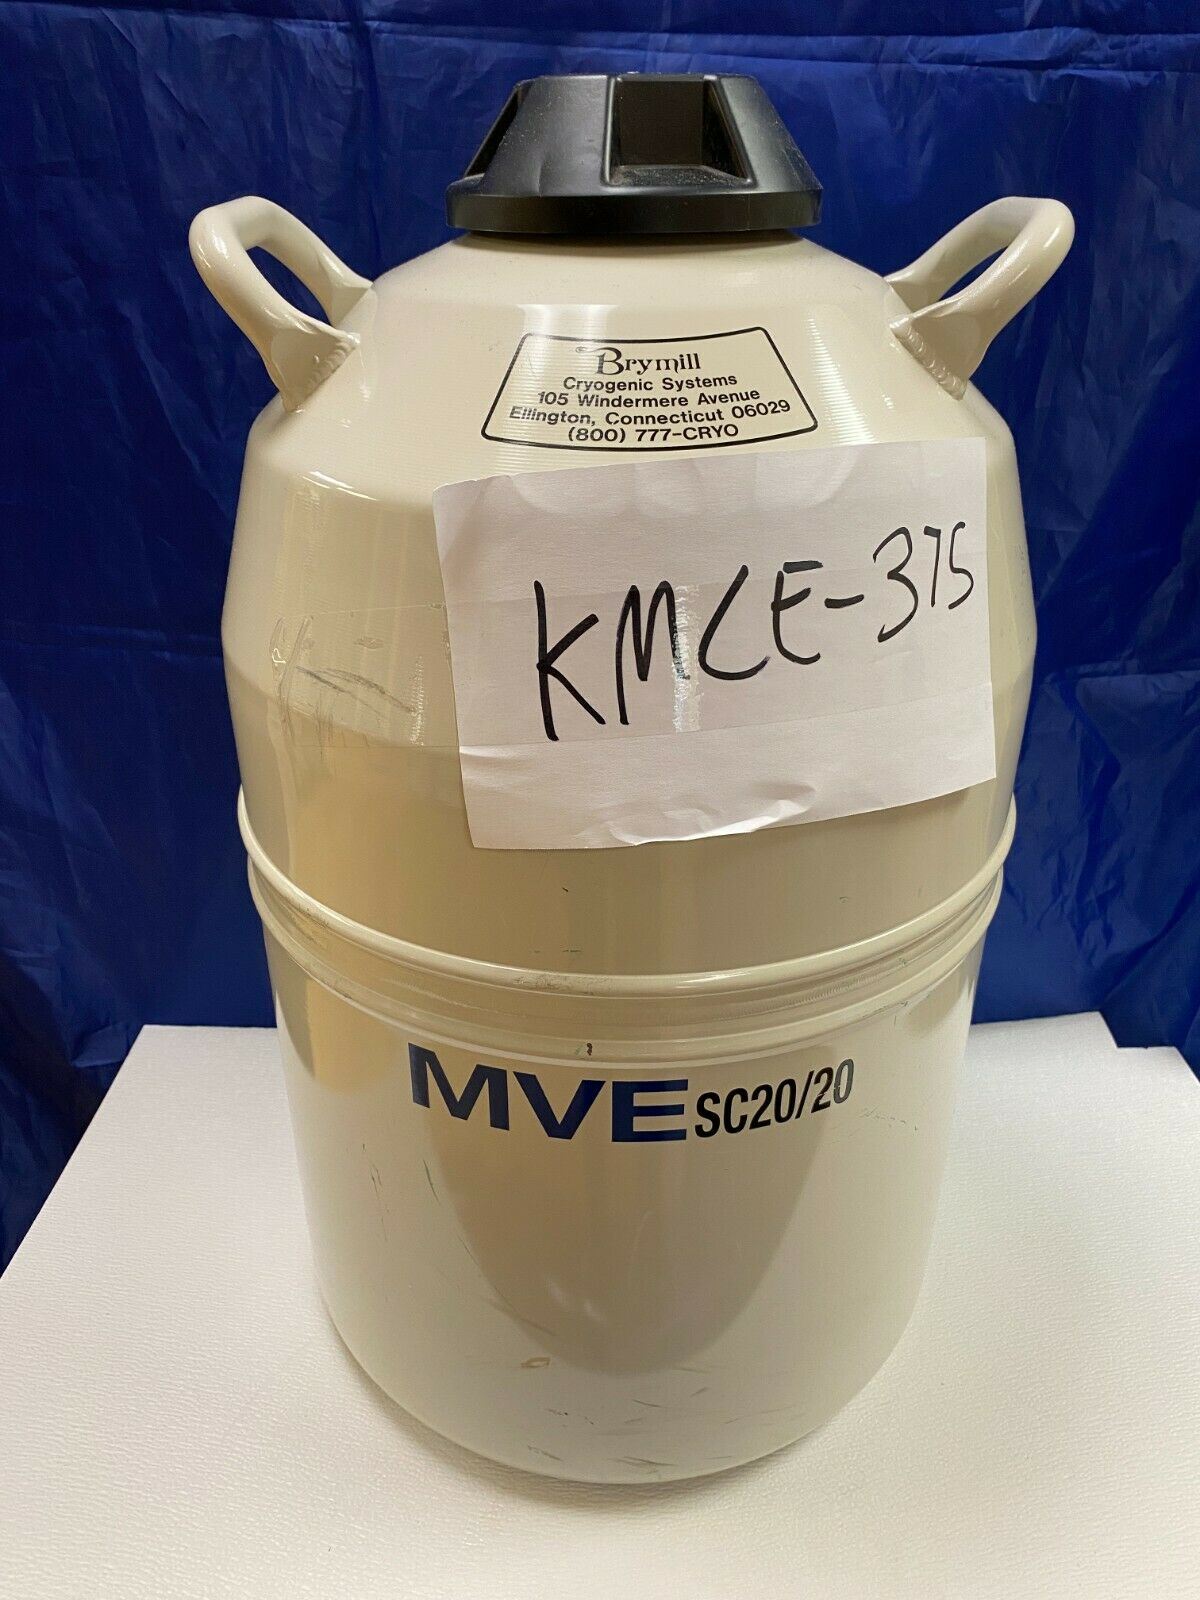 Brymill
Cryogenic Systems
105 Windermere Avenue
Ellington, Connecticut 06029
(800) 777-CRYO
KMCE-375
MVE SC20/20